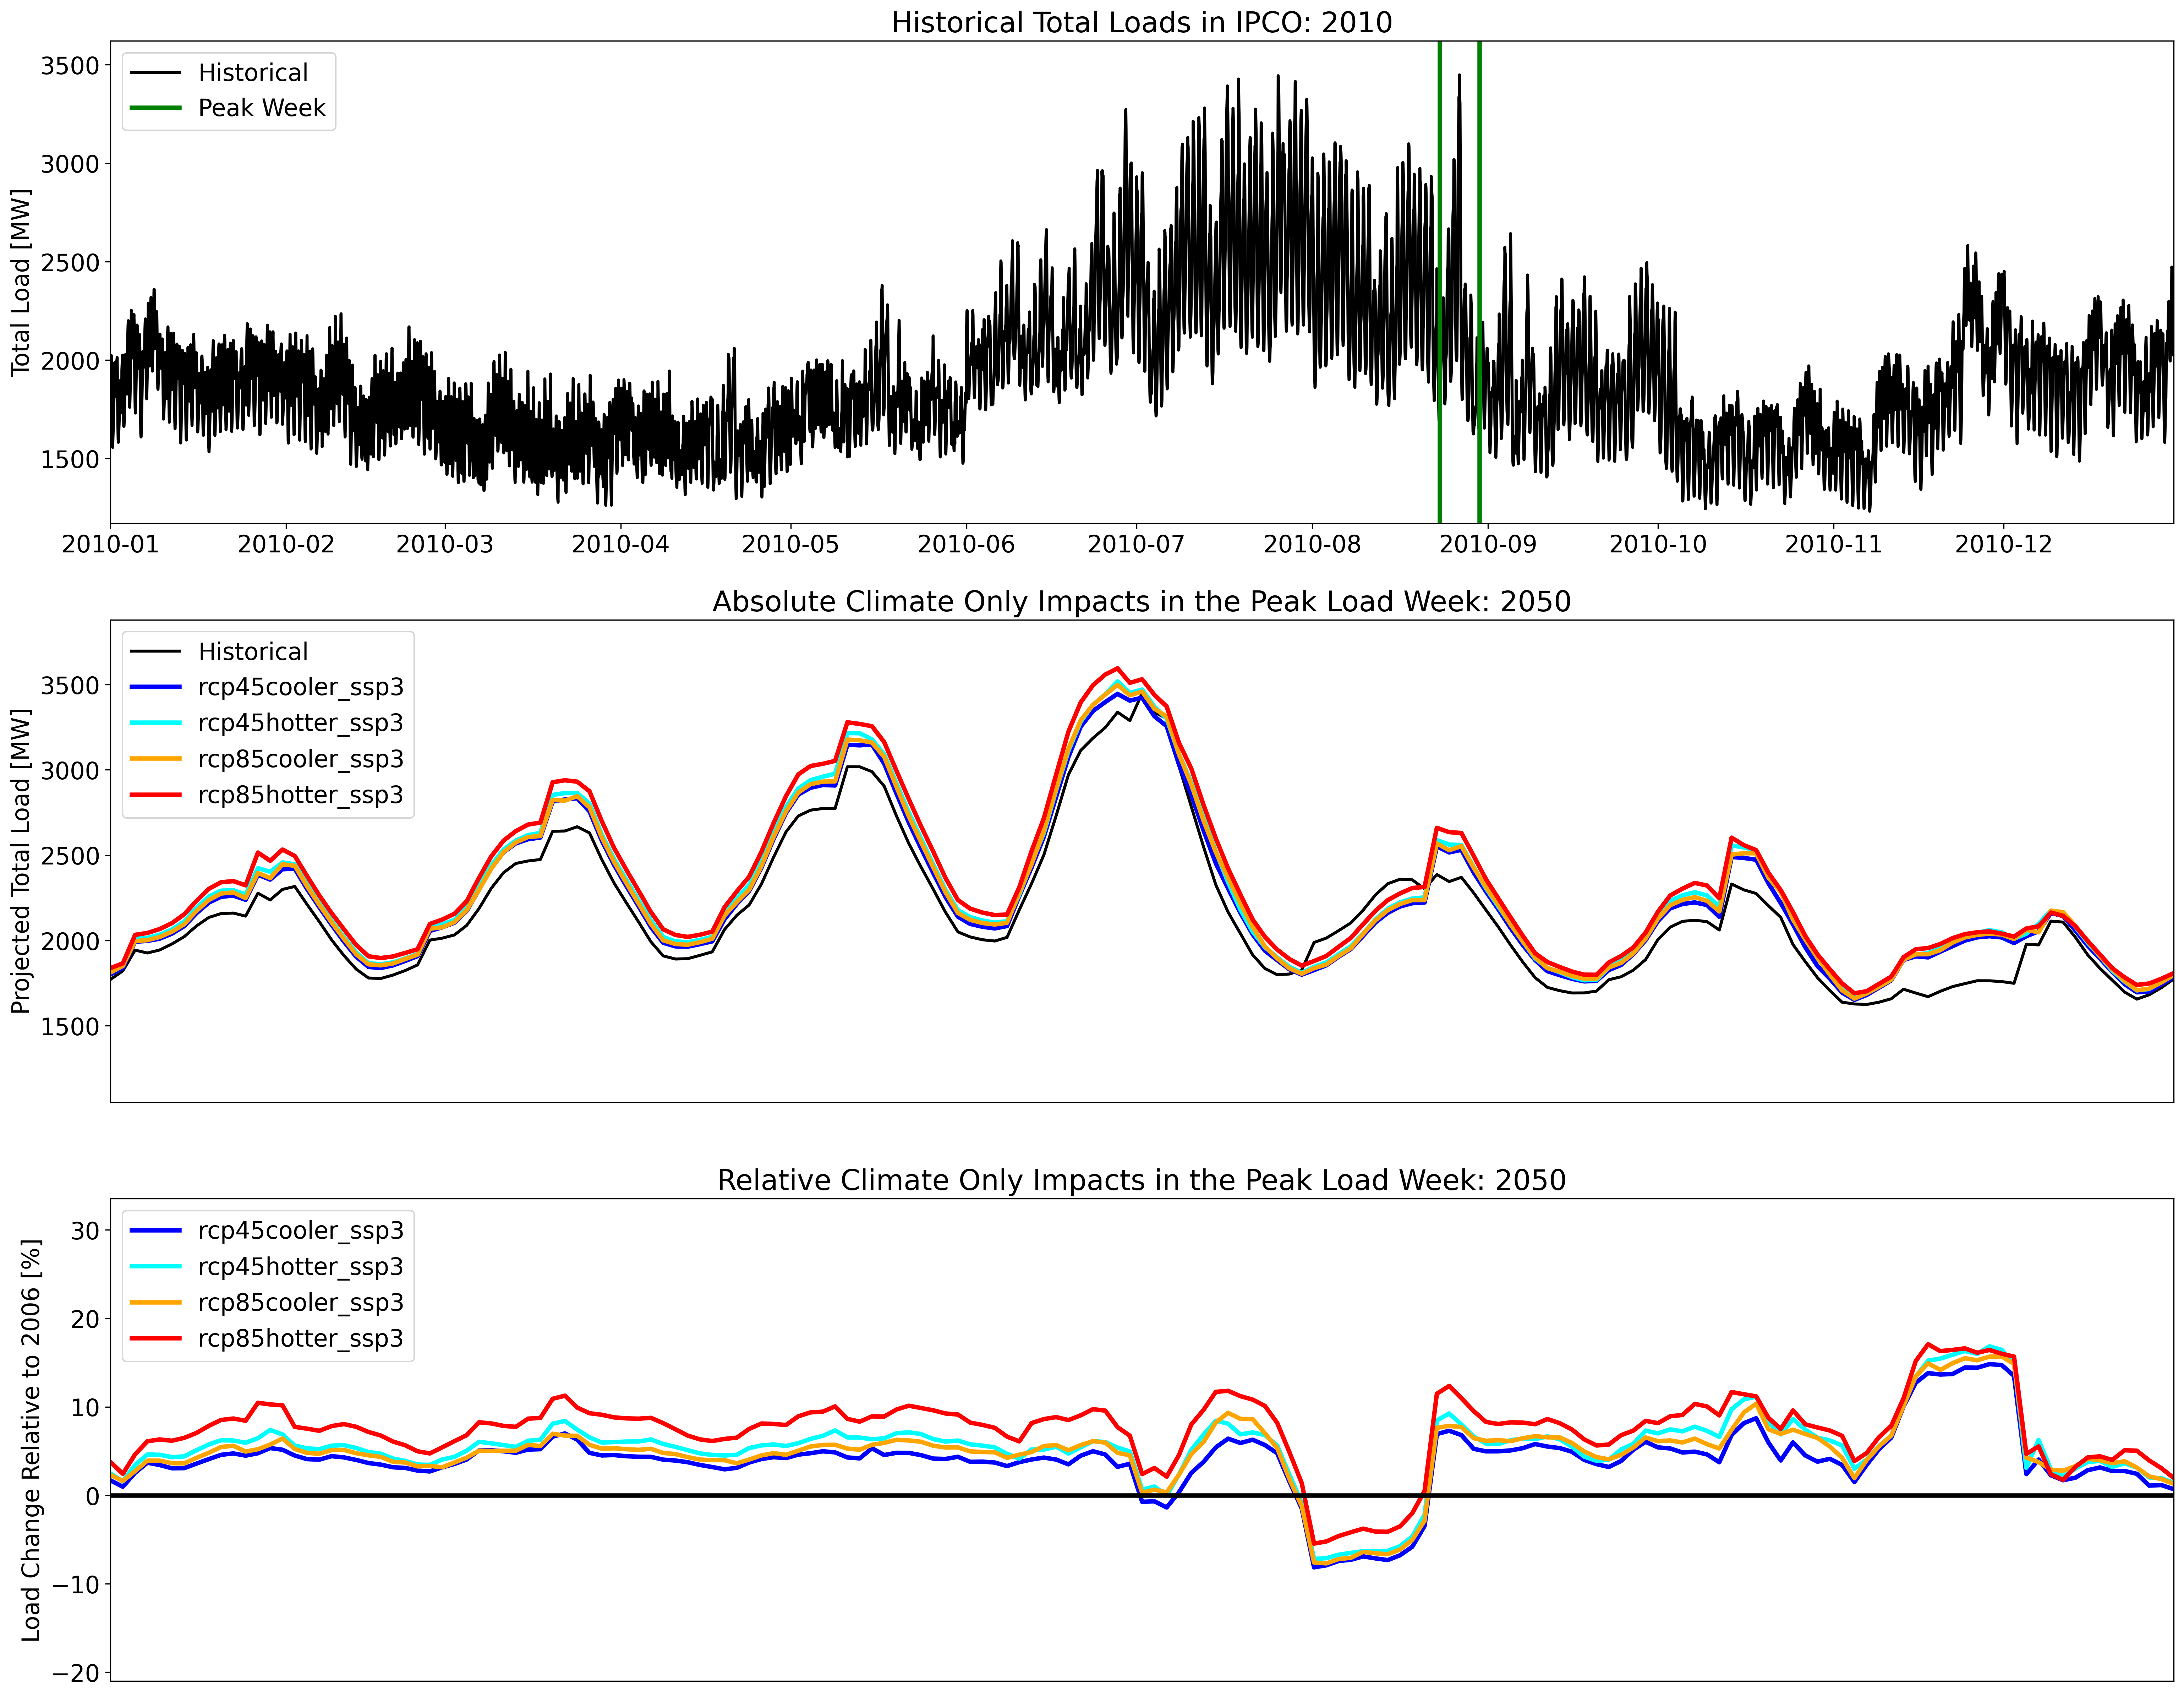 Historical Total Loads in IPCO: 2010
Total Load [MW]
3500
3000
2500
2000
1500
Historical
Peak Week
2010-01 2010-02 2010-03 2010-04 2010-05 2010-06 2010-07 2010-08 2010-09 2010-10 2010-11 2010-12
Absolute Climate Only Impacts in the Peak Load Week: 2050
Projected Total Load [MW]
3500
3000
2500
2000
1500
Historical
rcp45cooler_ssp3
rcp45hotter_ssp3
rcp85cooler_ssp3
rcp85hotter_ssp3
Relative Climate Only Impacts in the Peak Load Week: 2050
Load Change Relative to 2006 [%]
30
20
10
0
−10
−20
rcp45cooler_ssp3
rcp45hotter_ssp3
rcp85cooler_ssp3
rcp85hotter_ssp3